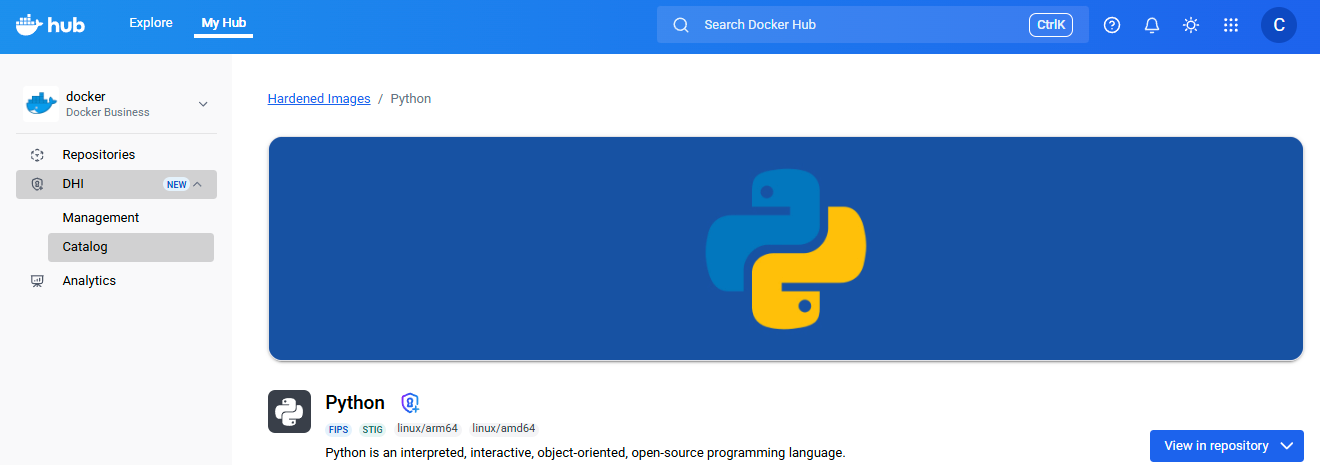 hub Explore My Hub Search Docker Hub CtrlK C
docker
Docker Business
Hardened Images / Python
Repositories
DHI NEW
Management
Catalog
Analytics
Python
FIPS STIG linux/arm64 linux/amd64
View in repository
Python is an interpreted, interactive, object-oriented, open-source programming language.